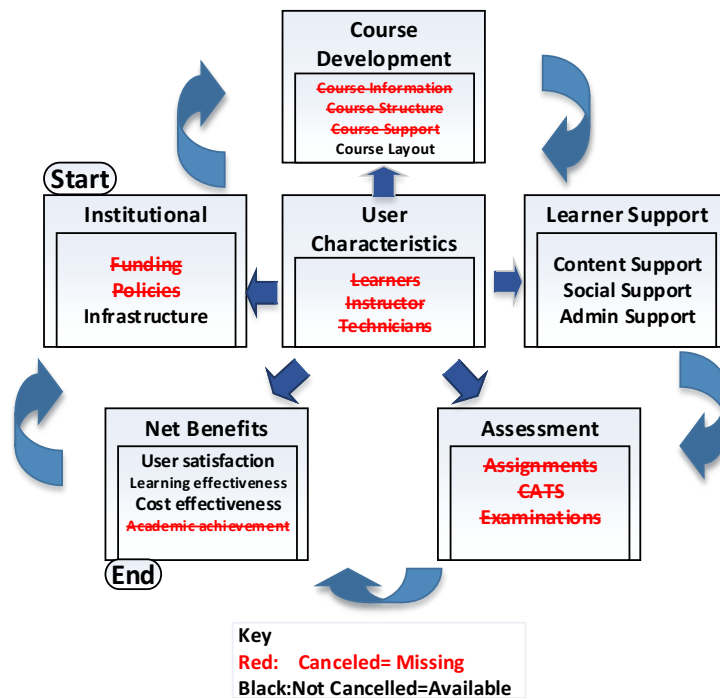 Course
Development
Course Information
Course Structure
Course Support
Course Layout
Start
Institutional
Funding
Policies
Infrastructure
User
Characteristics
Learners
Instructor
Technicians
Learner Support
Content Support
Social Support
Admin Support
Net Benefits
User satisfaction
Learning effectiveness
Cost effectiveness
Academic achievement
End
Assessment
Assignments
CATS
Examinations
Key
Red: Canceled= Missing
Black:Not Cancelled=Available